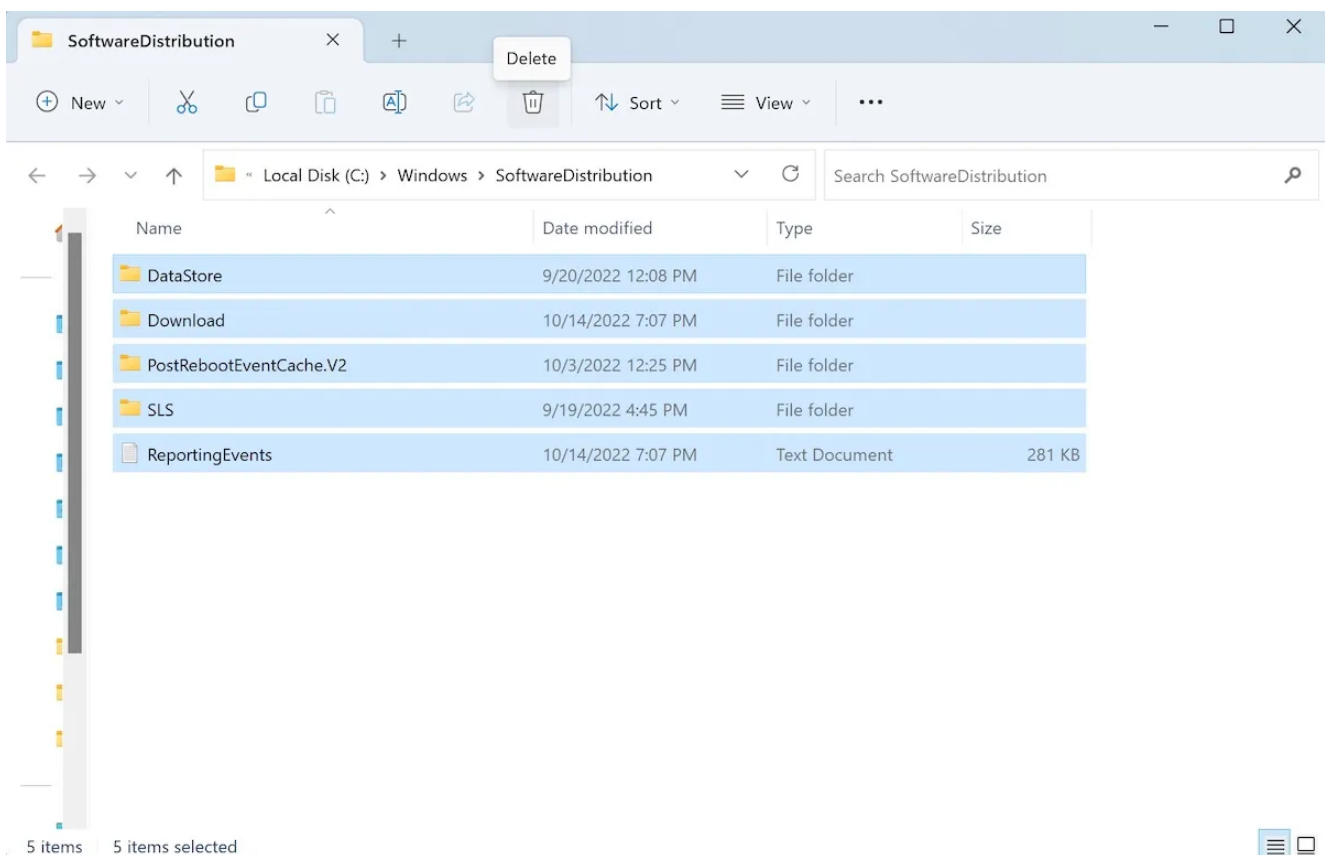 SoftwareDistribution
Delete
New Sort View
« Local Disk (C:) > Windows > SoftwareDistribution Search SoftwareDistribution
Name Date modified Type Size
DataStore 9/20/2022 12:08 PM File folder
Download 10/14/2022 7:07 PM File folder
PostRebootEventCache.V2 10/3/2022 12:25 PM File folder
SLS 9/19/2022 4:45 PM File folder
ReportingEvents 10/14/2022 7:07 PM Text Document 281 KB
5 items 5 items selected